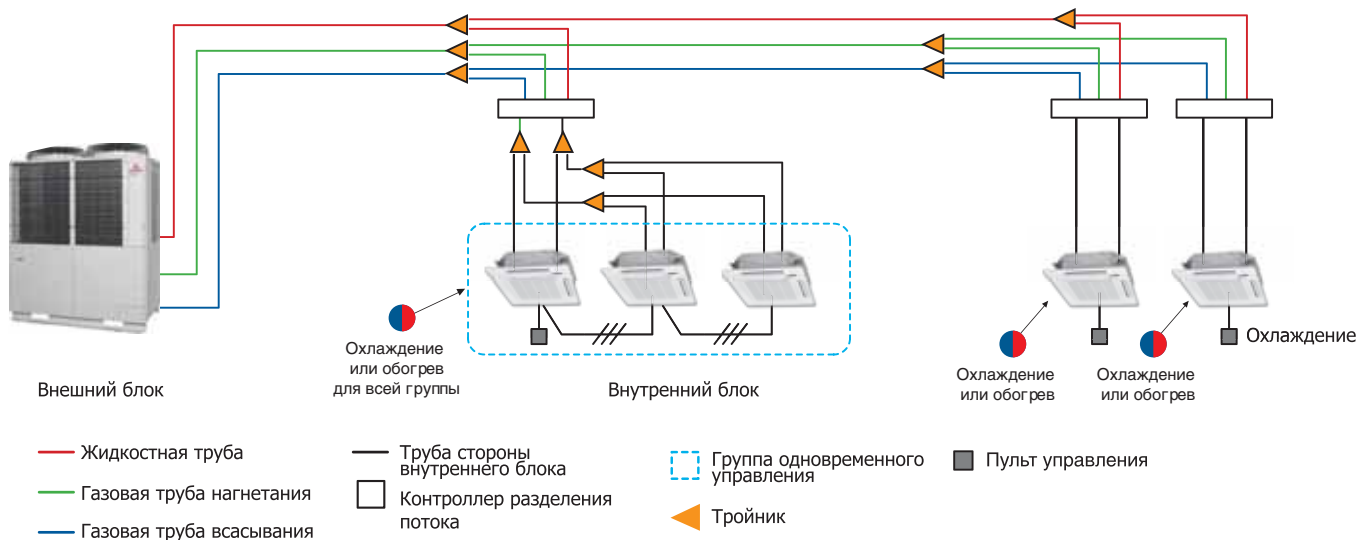 Охлаждение
Охлаждение
или обогрев
для всей группы
Охлаждение
или обогрев
Охлаждение
или обогрев
Внешний блок
Внутренний блок
Жидкостная труба
Газовая труба нагнетания
Газовая труба всасывания
Труба стороны
внутреннего блока
Контроллер разделения
потока
Группа одновременного
управления
Тройник
Пульт управления